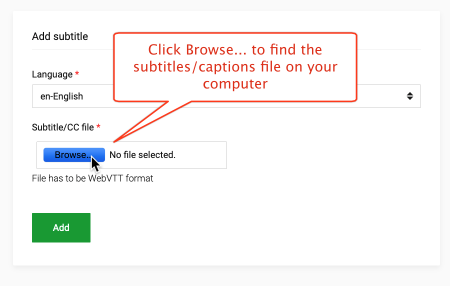 Add subtitle
Click Browse... to find the
subtitles/captions file on your
computer
Language *
en-English
Subtitle/CC file *
Browse... No file selected.
File has to be WebVTT format
Add